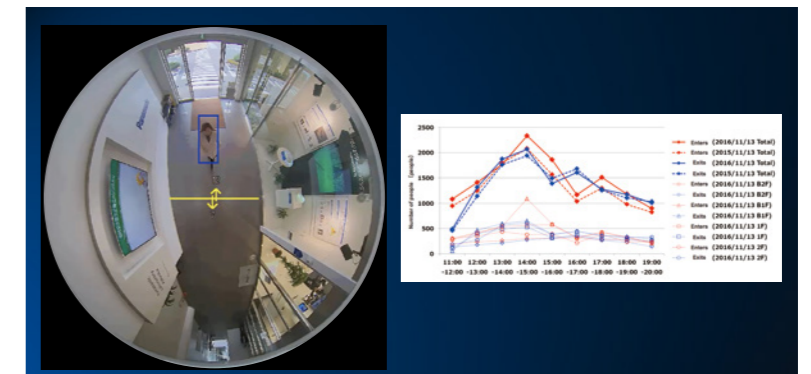 Panasonic
2500
2000
1500
1000
500
0
Number of people (people)
11:00 12:00 13:00 14:00 15:00 16:00 17:00 18:00 19:00
-12:00 -13:00 -14:00 -15:00 -16:00 -17:00 -18:00 -19:00 -20:00
Enters (2016/11/13 Total)
Enters (2015/11/13 Total)
Exits (2016/11/13 Total)
Exits (2015/11/13 Total)
Enters (2016/11/13 B2F)
Exits (2016/11/13 B2F)
Enters (2016/11/13 B1F)
Exits (2016/11/13 B1F)
Enters (2016/11/13 1F)
Exits (2016/11/13 1F)
Enters (2016/11/13 2F)
Exits (2016/11/13 2F)